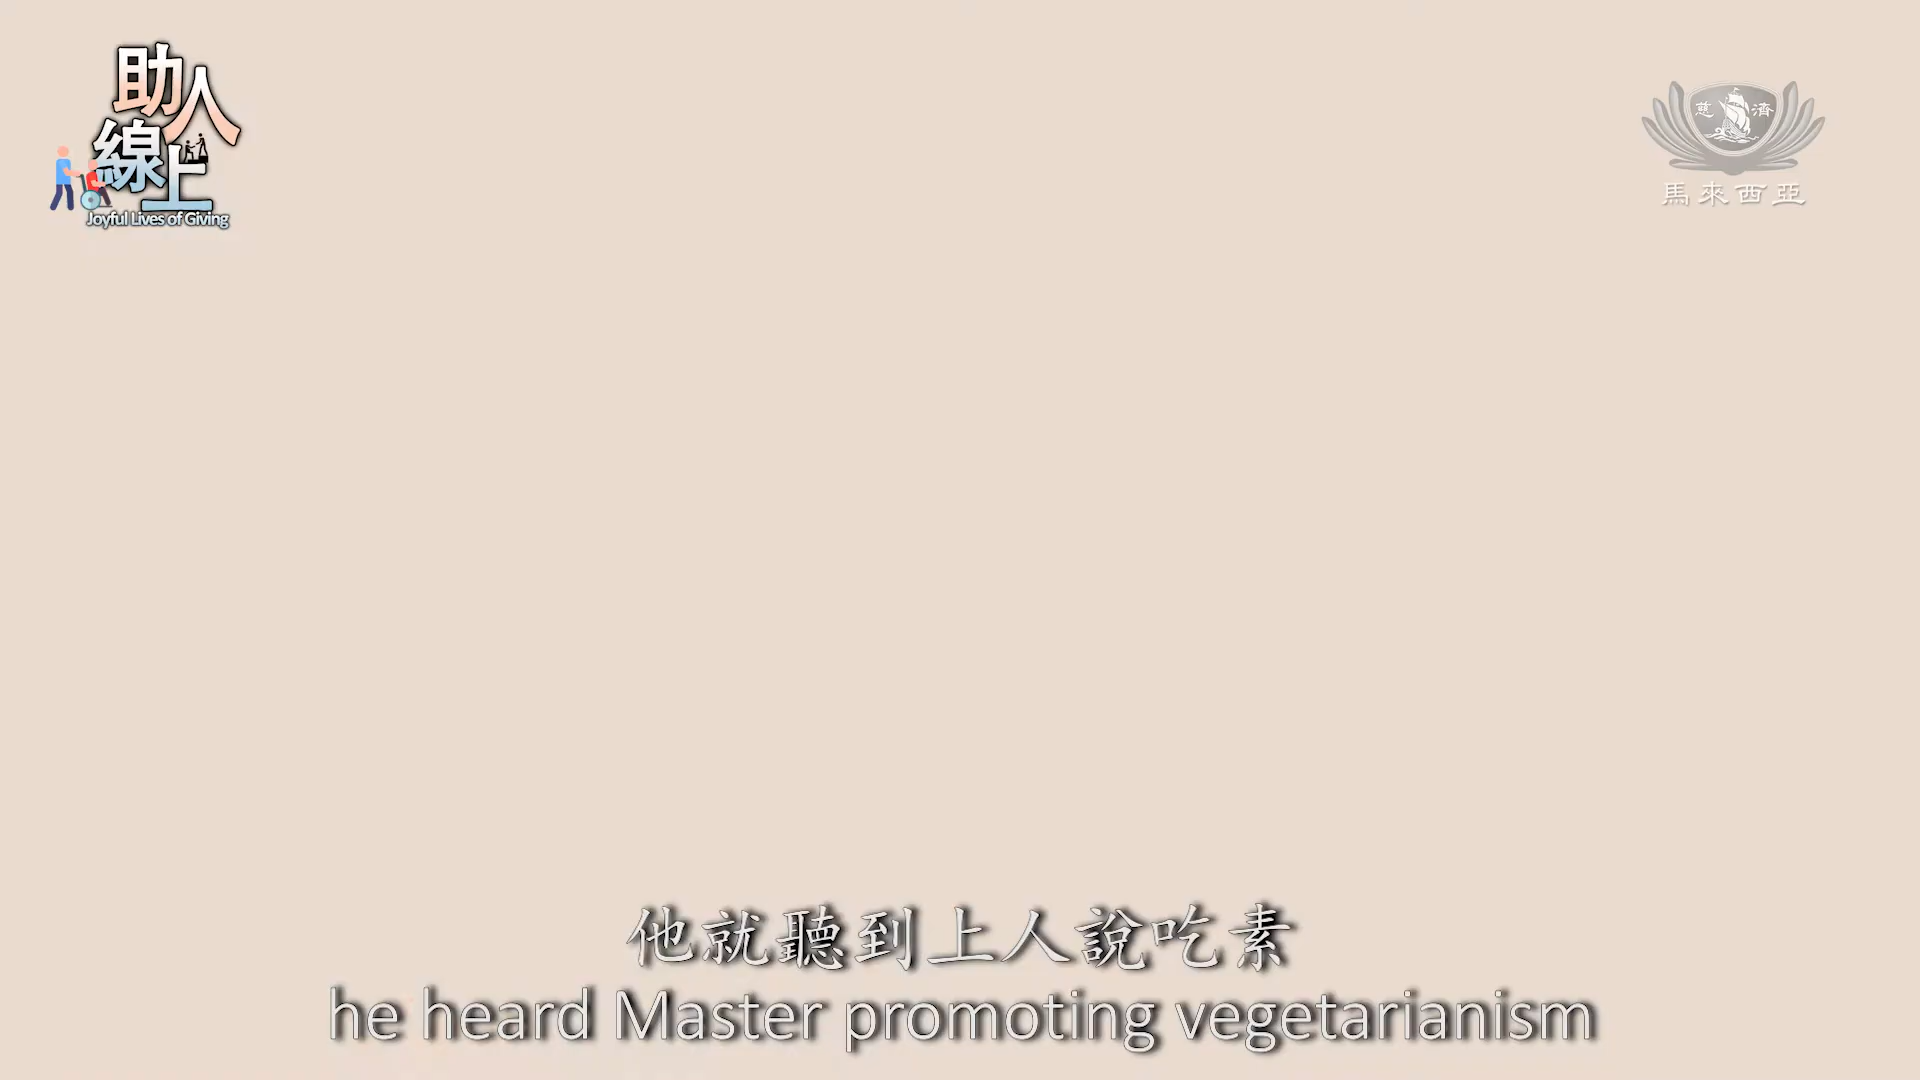 助人
線上
Joyful Lives of Giving
慈濟
馬來西亞
他就聽到上人說吃素
he heard Master promoting vegetarianism